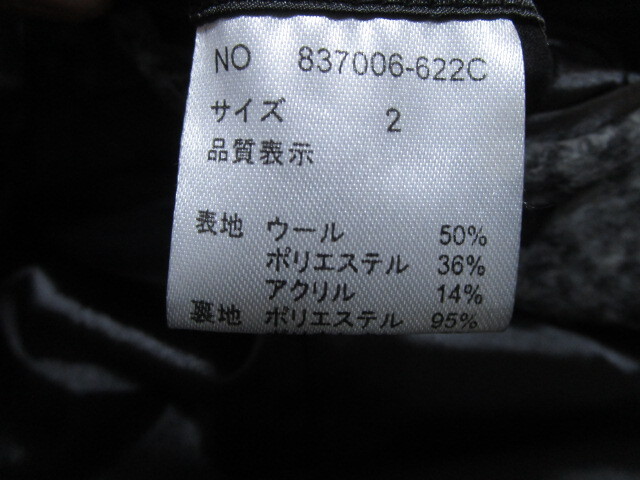 NO 837006-622C
サイズ 2
品質表示
表地 ウール 50%
ポリエステル 36%
アクリル 14%
裏地 ポリエステル 95%